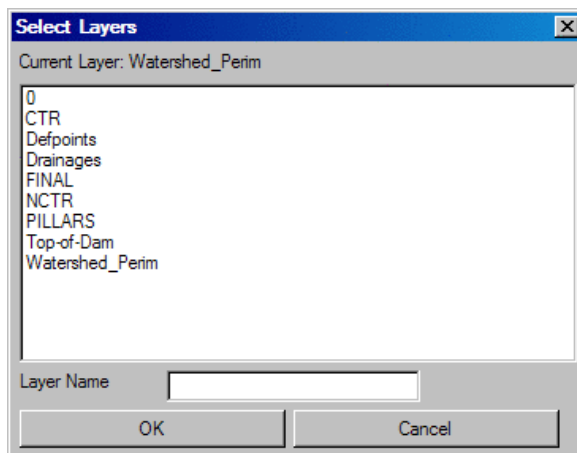 Select Layers
Current Layer: Watershed_Perim
0
CTR
Defpoints
Drainages
FINAL
NCTR
PILLARS
Top-of-Dam
Watershed_Perim
Layer Name
OK Cancel